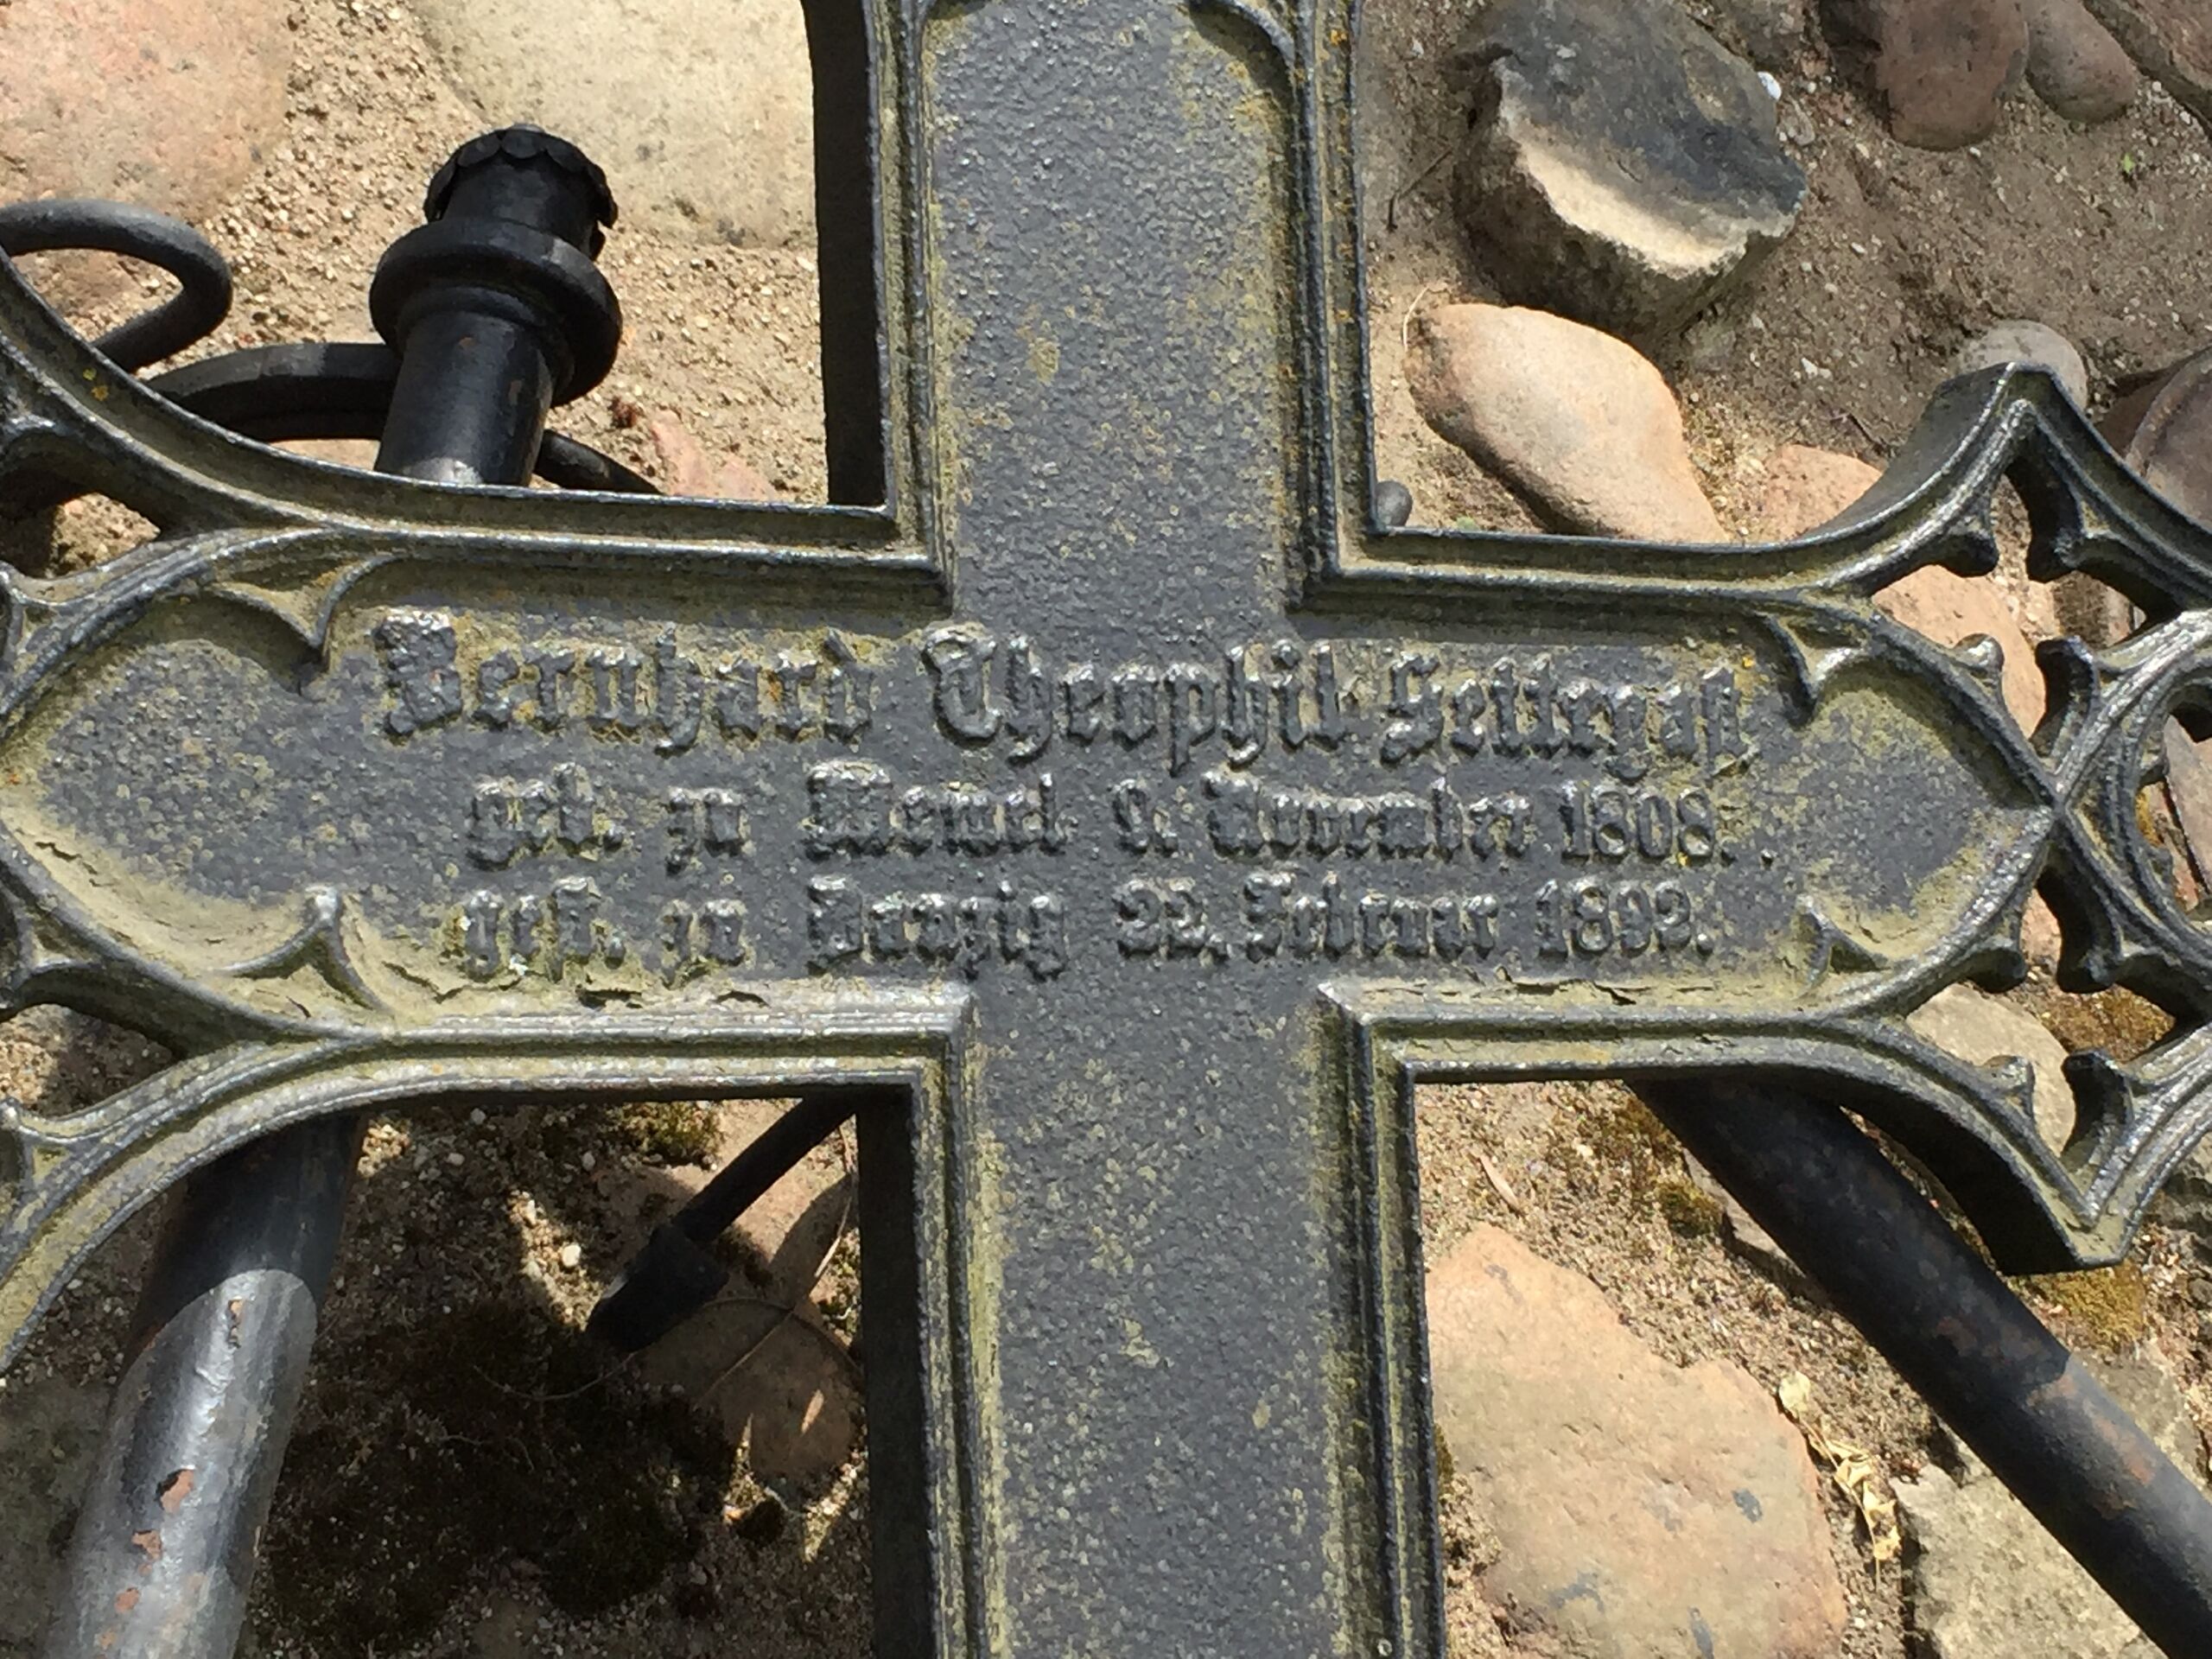 Bernhard Theophil Settegast
geb. zu Memel 9. November 1808.
gest. zu Danzig 22. Februar 1892.